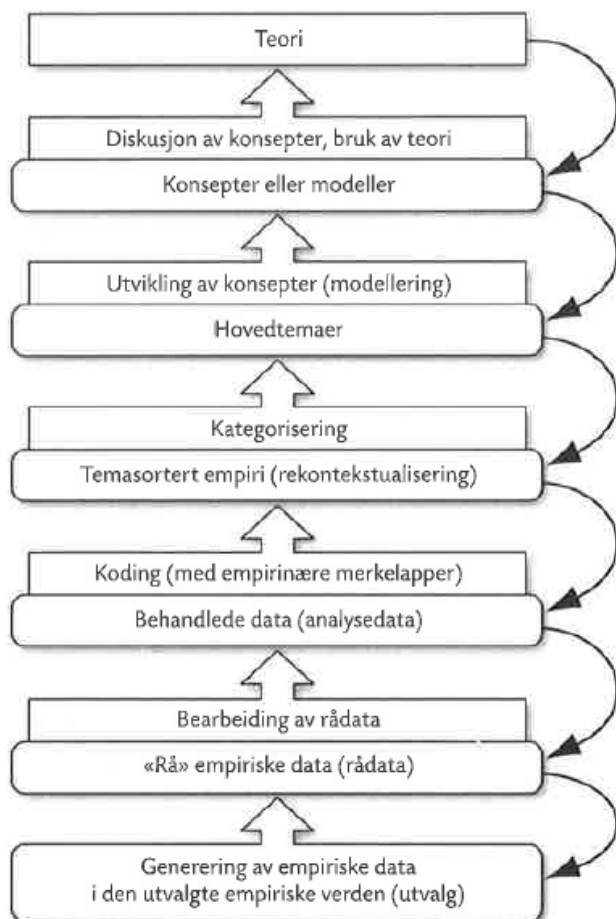 Teori
Diskusjon av konsepter, bruk av teori
Konsepter eller modeller
Utvikling av konsepter (modellering)
Hovedtemaer
Kategorisering
Temasortert empiri (rekontekstualisering)
Koding (med empirinære merkelapper)
Behandlede data (analysedata)
Bearbeiding av rådata
«Rå» empiriske data (rådata)
Generering av empiriske data
i den utvalgte empiriske verden (utvalg)